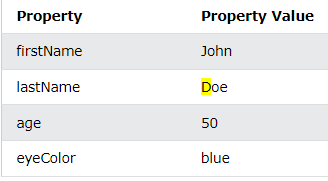 Property Property Value
firstName John
lastName Doe
age 50
eyeColor blue